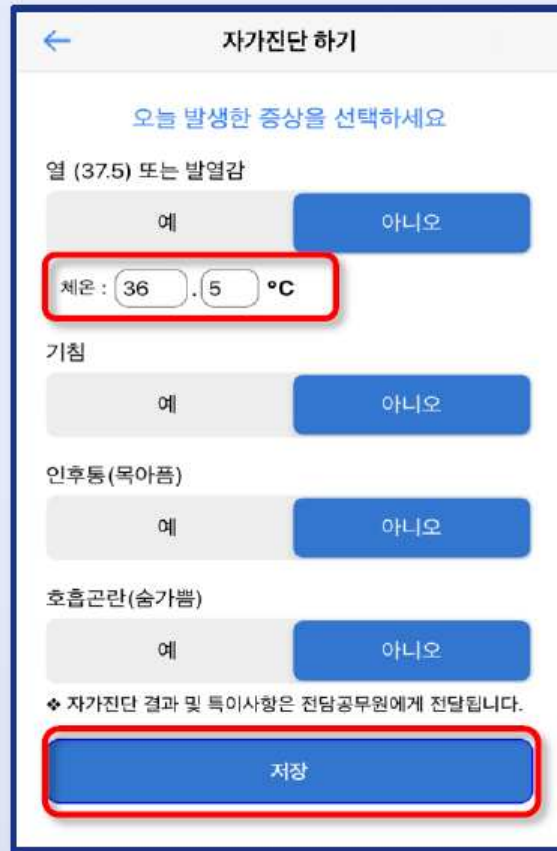 ← 자가진단 하기
오늘 발생한 증상을 선택하세요
열 (37.5) 또는 발열감
예 아니오
체온 : 36 . 5 °C
기침
예 아니오
인후통(목아픔)
예 아니오
호흡곤란(숨가쁨)
예 아니오
❖ 자가진단 결과 및 특이사항은 전담공무원에게 전달됩니다.
저장